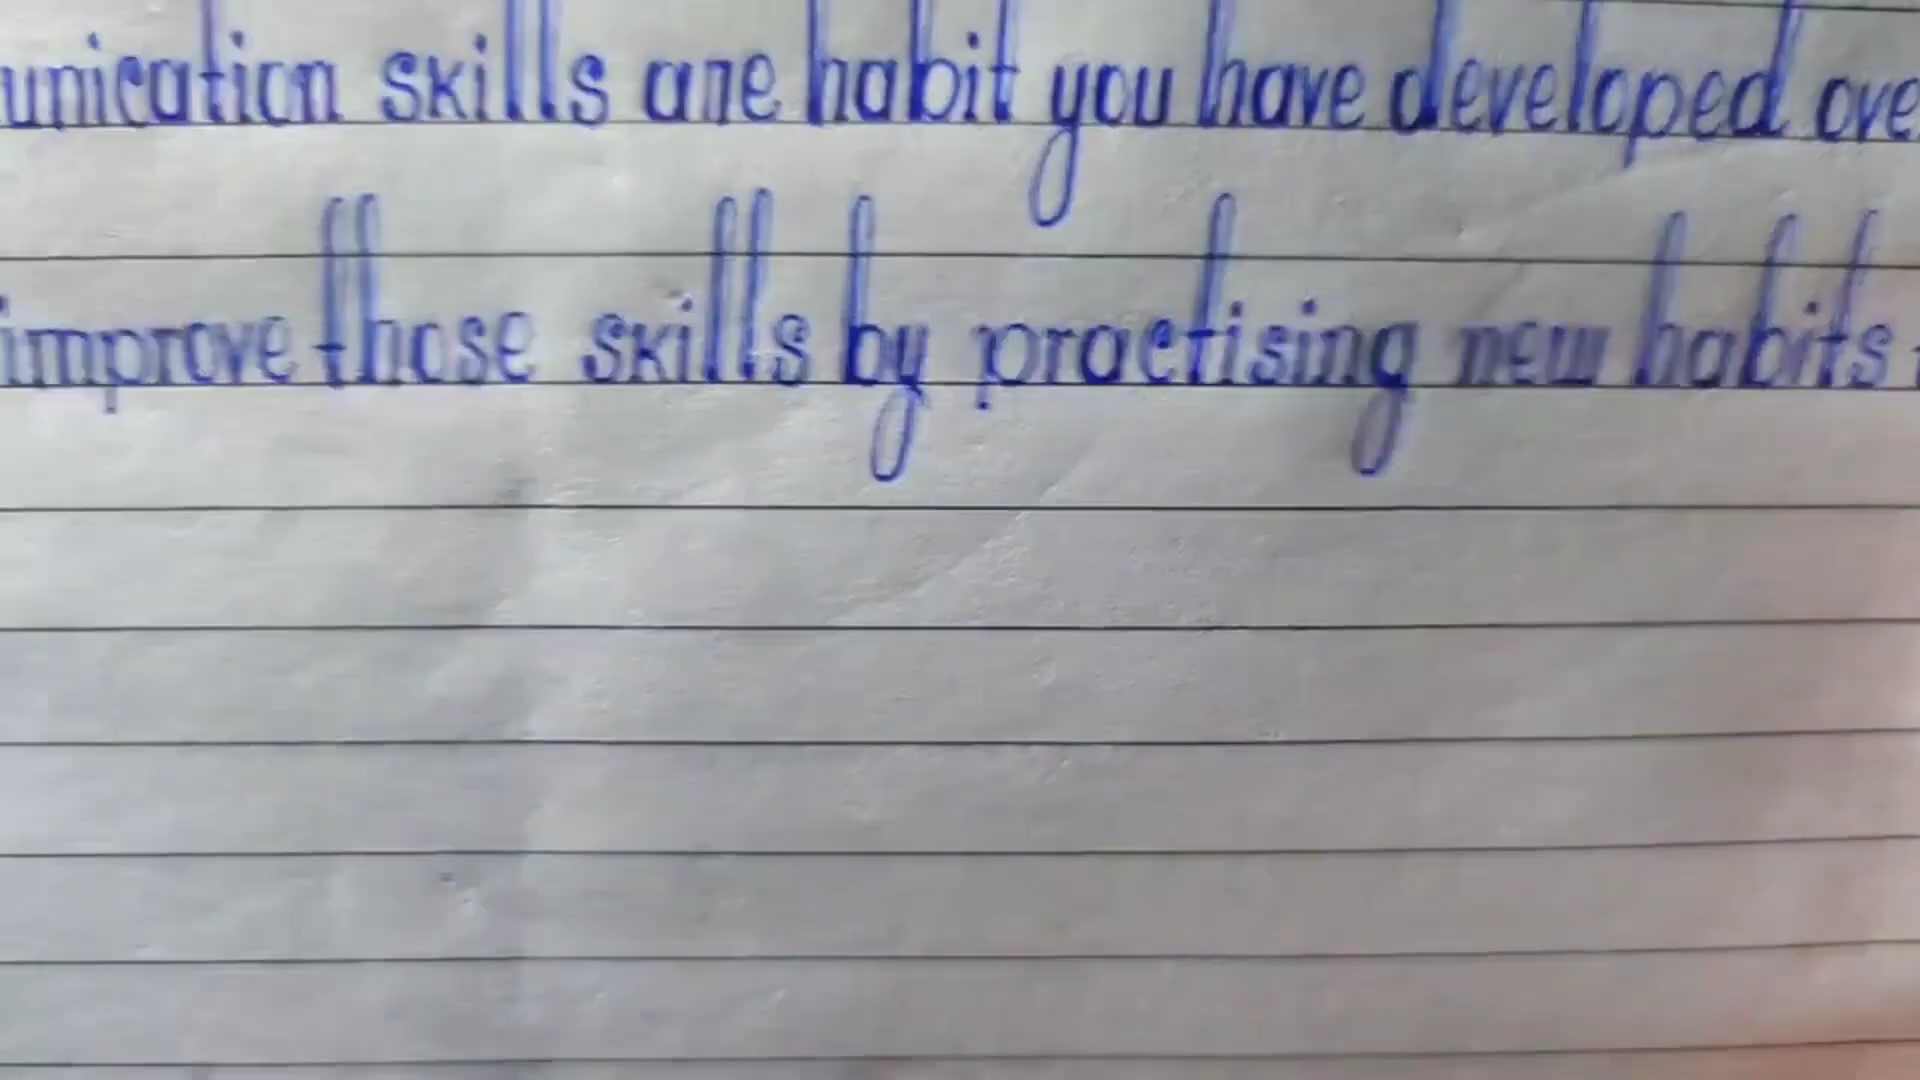 unication skills are habit you have developed ove
improve those skills by practising new habits